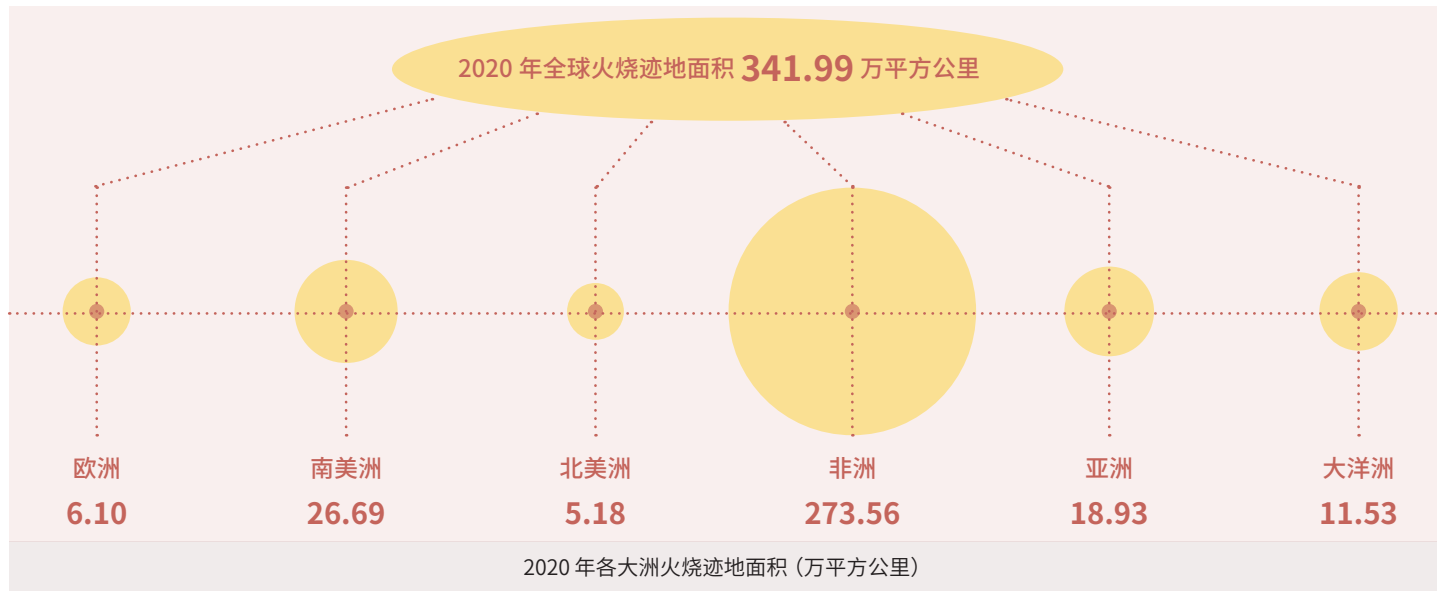 2020 年全球火烧迹地面积 341.99 万平方公里
欧洲
6.10
南美洲
26.69
北美洲
5.18
非洲
273.56
亚洲
18.93
大洋洲
11.53
2020 年各大洲火烧迹地面积（万平方公里）